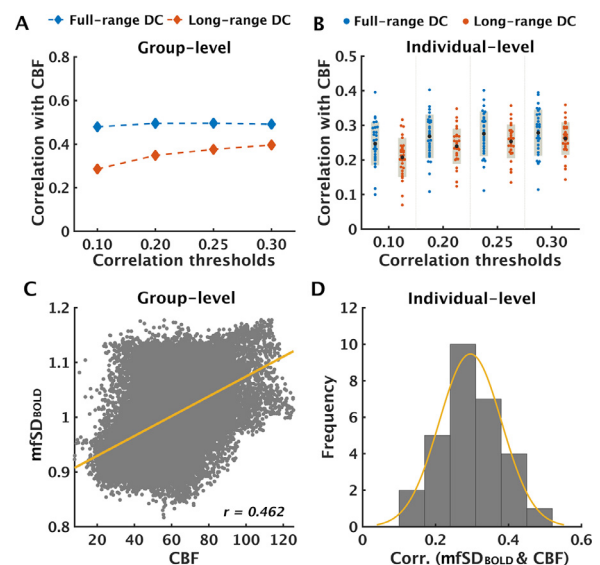 A
Full-range DC Long-range DC
Group-level
Correlation with CBF
0.8
0.6
0.4
0.2
0
0.10 0.20 0.25 0.30
Correlation thresholds
B
Full-range DC Long-range DC
Individual-level
Correlation with CBF
0.5
0.4
0.3
0.2
0.1
0
0.10 0.20 0.25 0.30
Correlation thresholds
C
Group-level
mfSDBOLD
1.2
1.1
1
0.9
0.8
r = 0.462
20 40 60 80 100 120
CBF
D
Individual-level
Frequency
12
10
8
6
4
2
0
0 0.2 0.4 0.6
Corr. (mfSDBOLD & CBF)